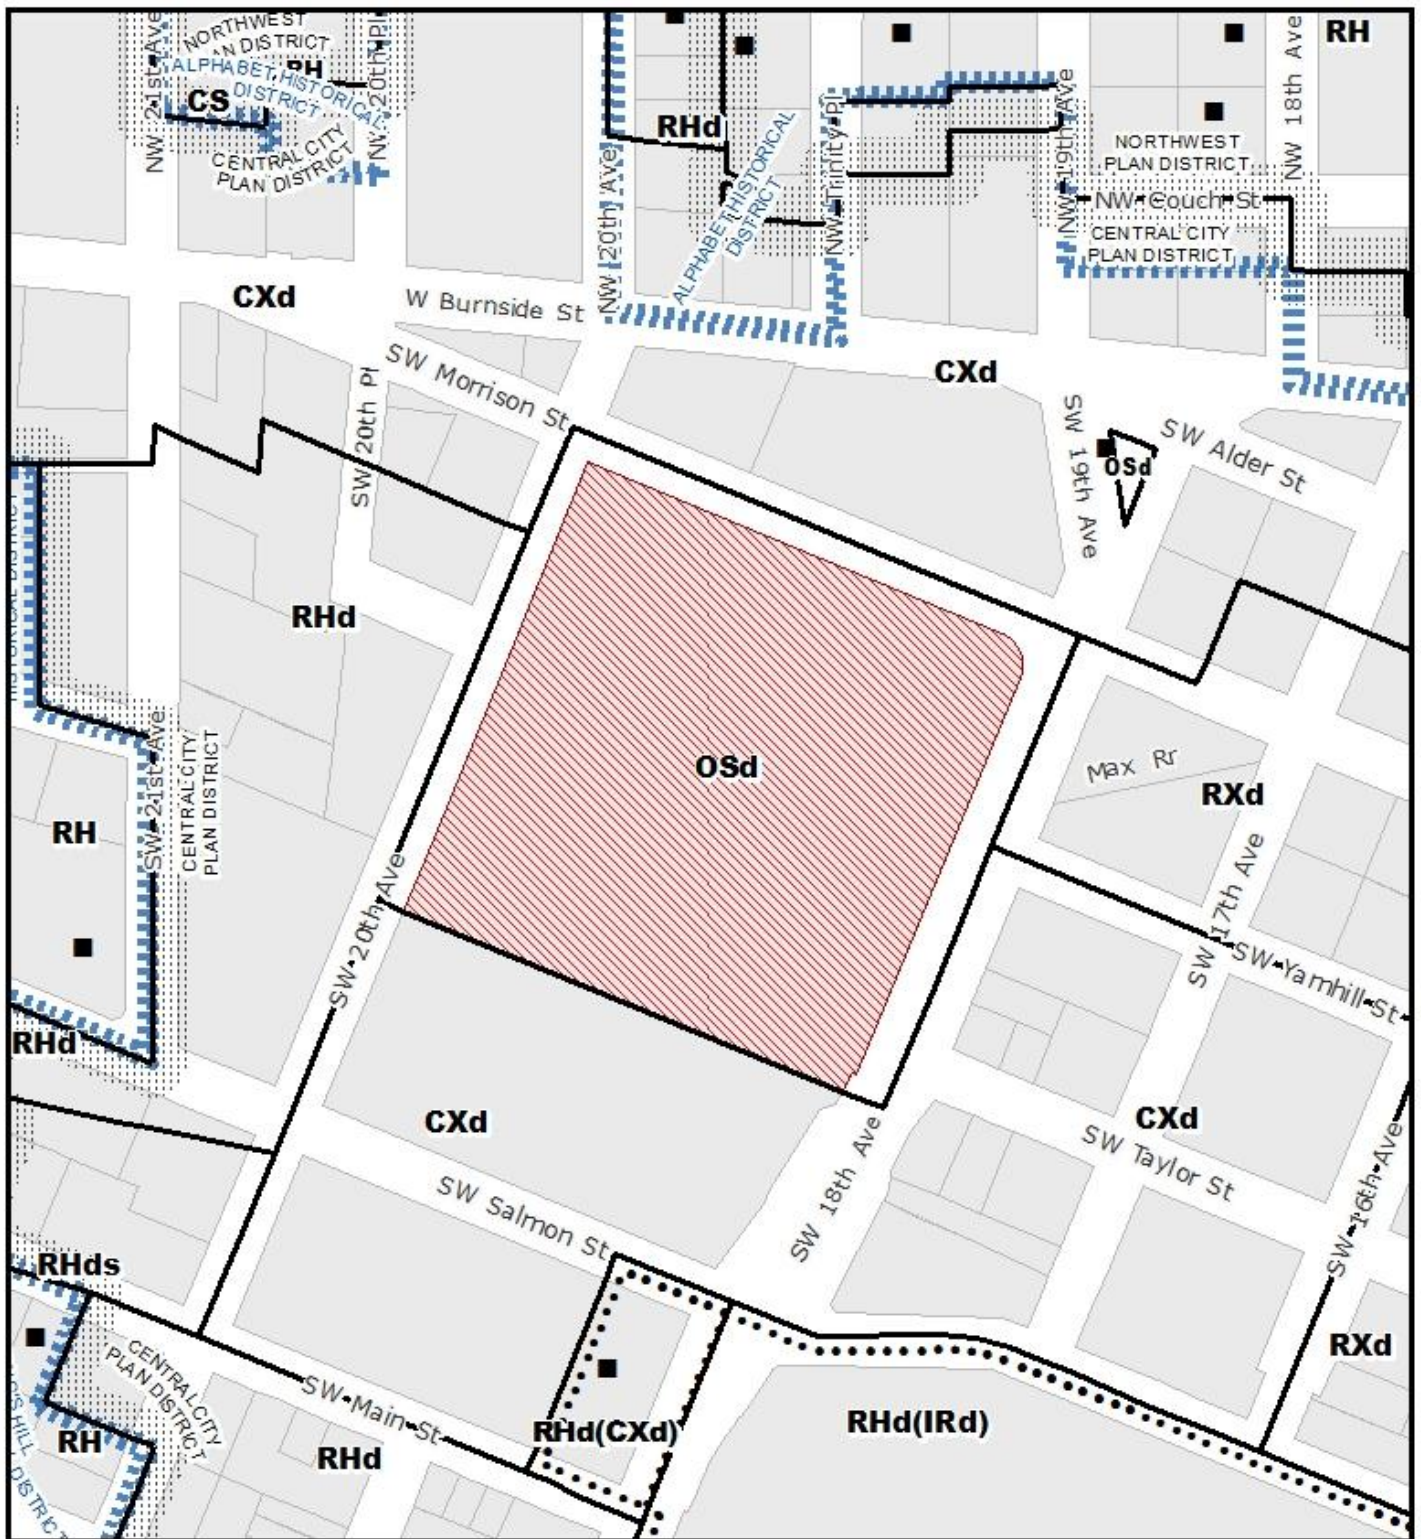 NW 21st Ave
NORTHWEST
PLAN DISTRICT
RH
ALPHABET HISTORICAL
DISTRICT
CS
CENTRAL CITY
PLAN DISTRICT
NW 20th Pl
RHd
NW 20th Ave
ALPHABET HISTORICAL
DISTRICT
NW Trinity Pl
NW 19th Ave
NORTHWEST
PLAN DISTRICT
NW Couch St
CENTRAL CITY
PLAN DISTRICT
NW 18th Ave
RH
CXd
W Burnside St
SW Morrison St
CXd
SW 20th Pl
SW 19th Ave
OSd
SW Alder St
HISTORICAL DISTRICT
RHd
OSd
Max Rr
RXd
RH
SW 21st Ave
CENTRAL CITY
PLAN DISTRICT
SW 20th Ave
SW 17th Ave
SW Yamhill St
RHd
CXd
CXd
SW Taylor St
SW 18th Ave
SW 16th Ave
SW Salmon St
RHds
RXd
CENTRAL CITY
PLAN DISTRICT
SW Main St
RHd(CXd)
RHd(IRd)
RH
RHd
HILL DISTRICT